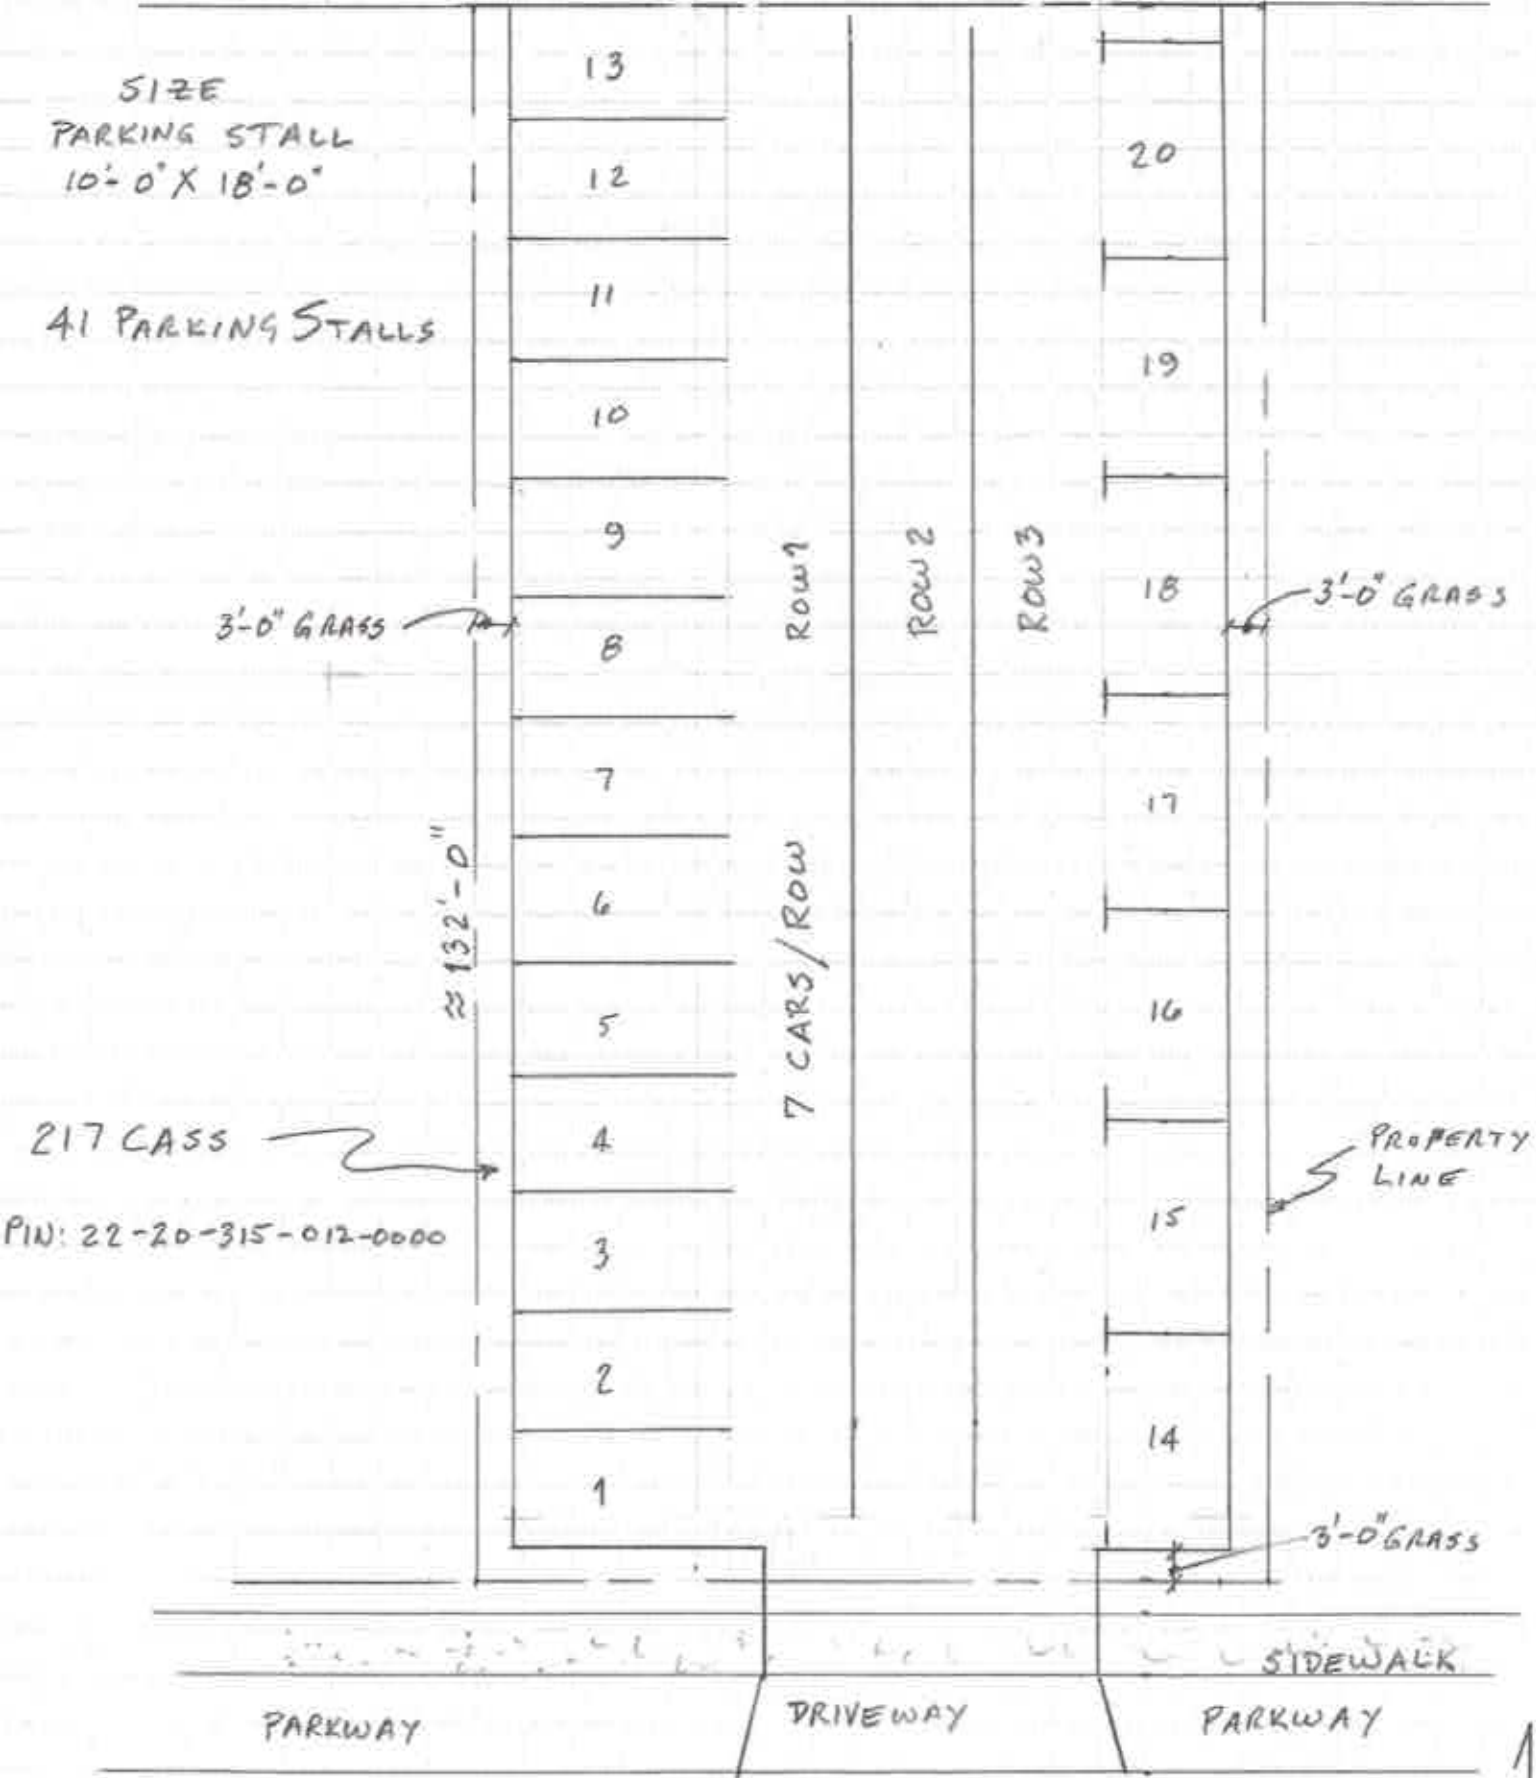 SIZE
PARKING STALL
10'-0" X 18'-0"
41 PARKING STALLS
3'-0" GRASS
≈ 132'-0"
217 CASS
PIN: 22-20-315-012-0000
13
12
11
10
9
8
7
6
5
4
3
2
1
ROW 1
ROW 2
ROW 3
7 CARS/ROW
20
19
18
17
16
15
14
3'-0" GRASS
PROPERTY
LINE
3'-0" GRASS
SIDEWALK
PARKWAY
DRIVEWAY
PARKWAY